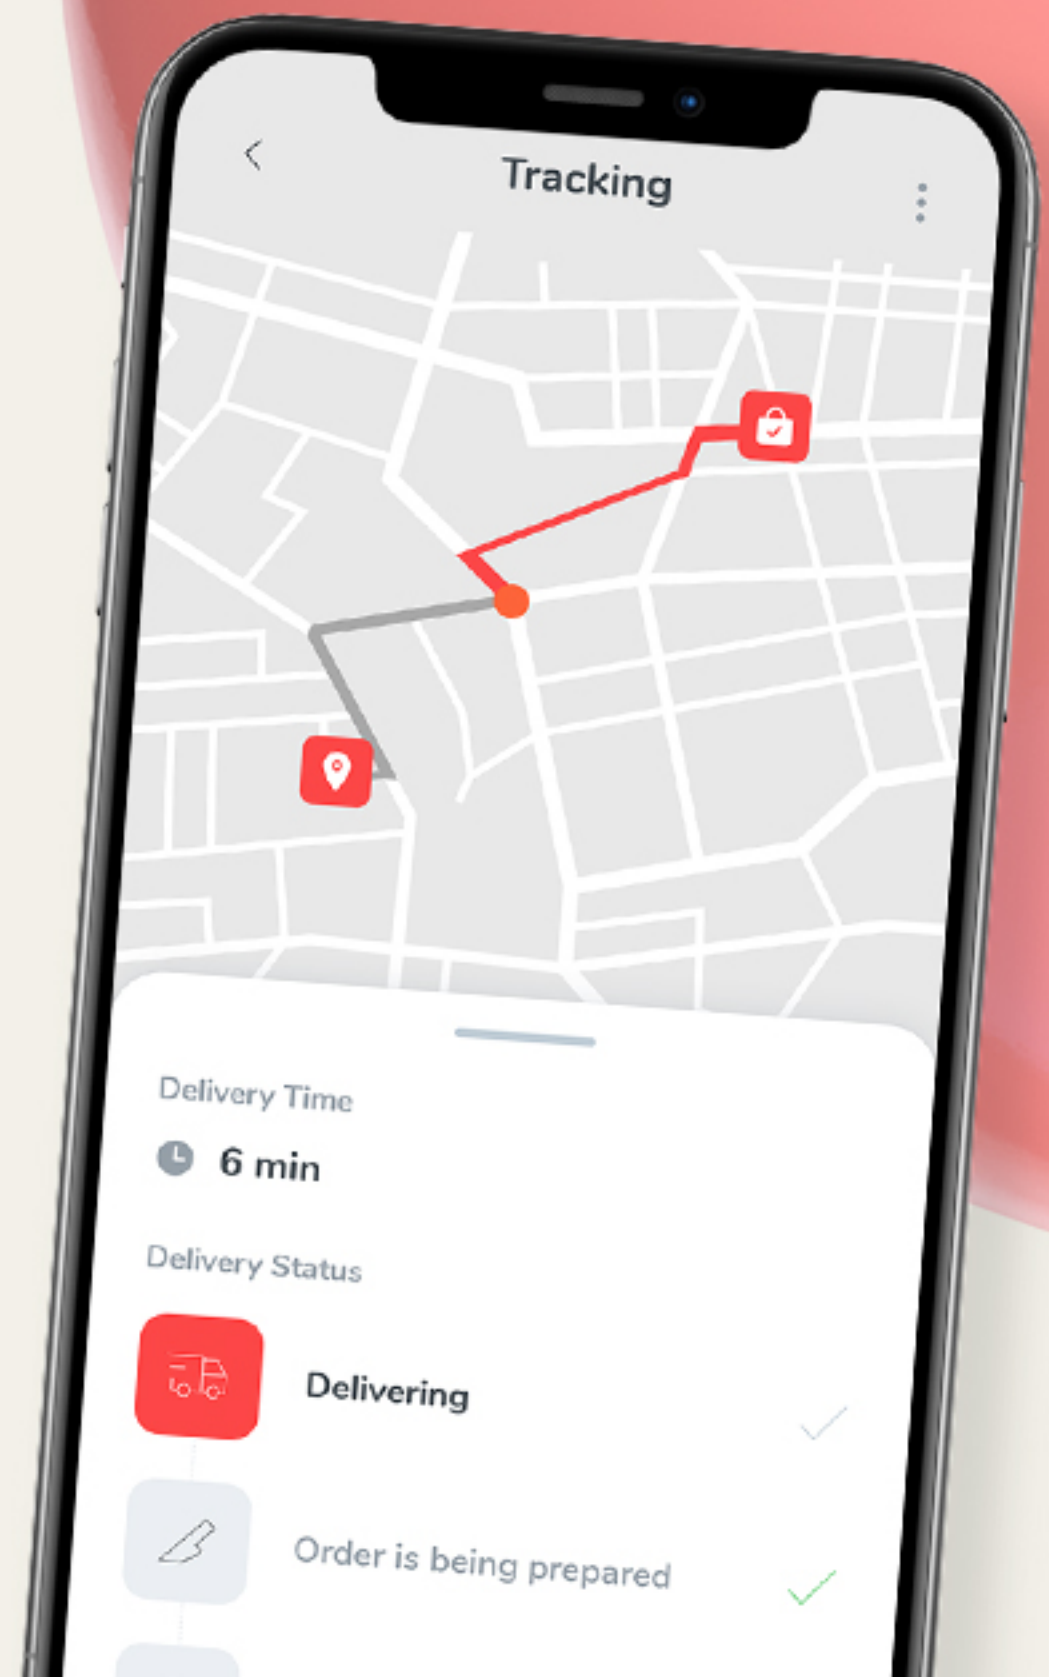 Tracking
Delivery Time
6 min
Delivery Status
Delivering
Order is being prepared